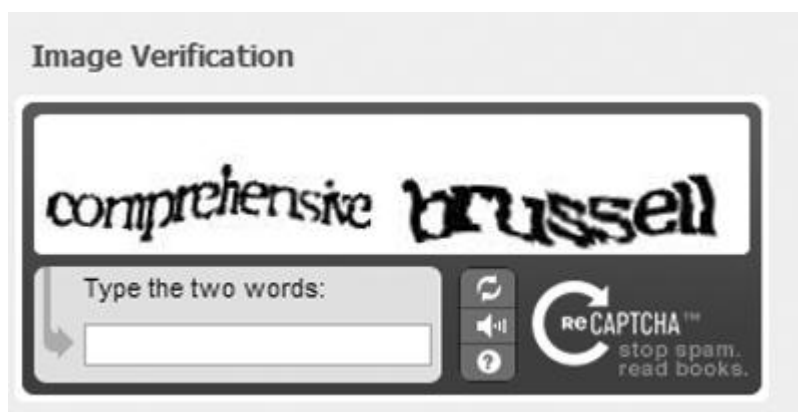 Image Verification
comprehensive brussell
Type the two words:
ReCAPTCHA™
stop spam.
read books.